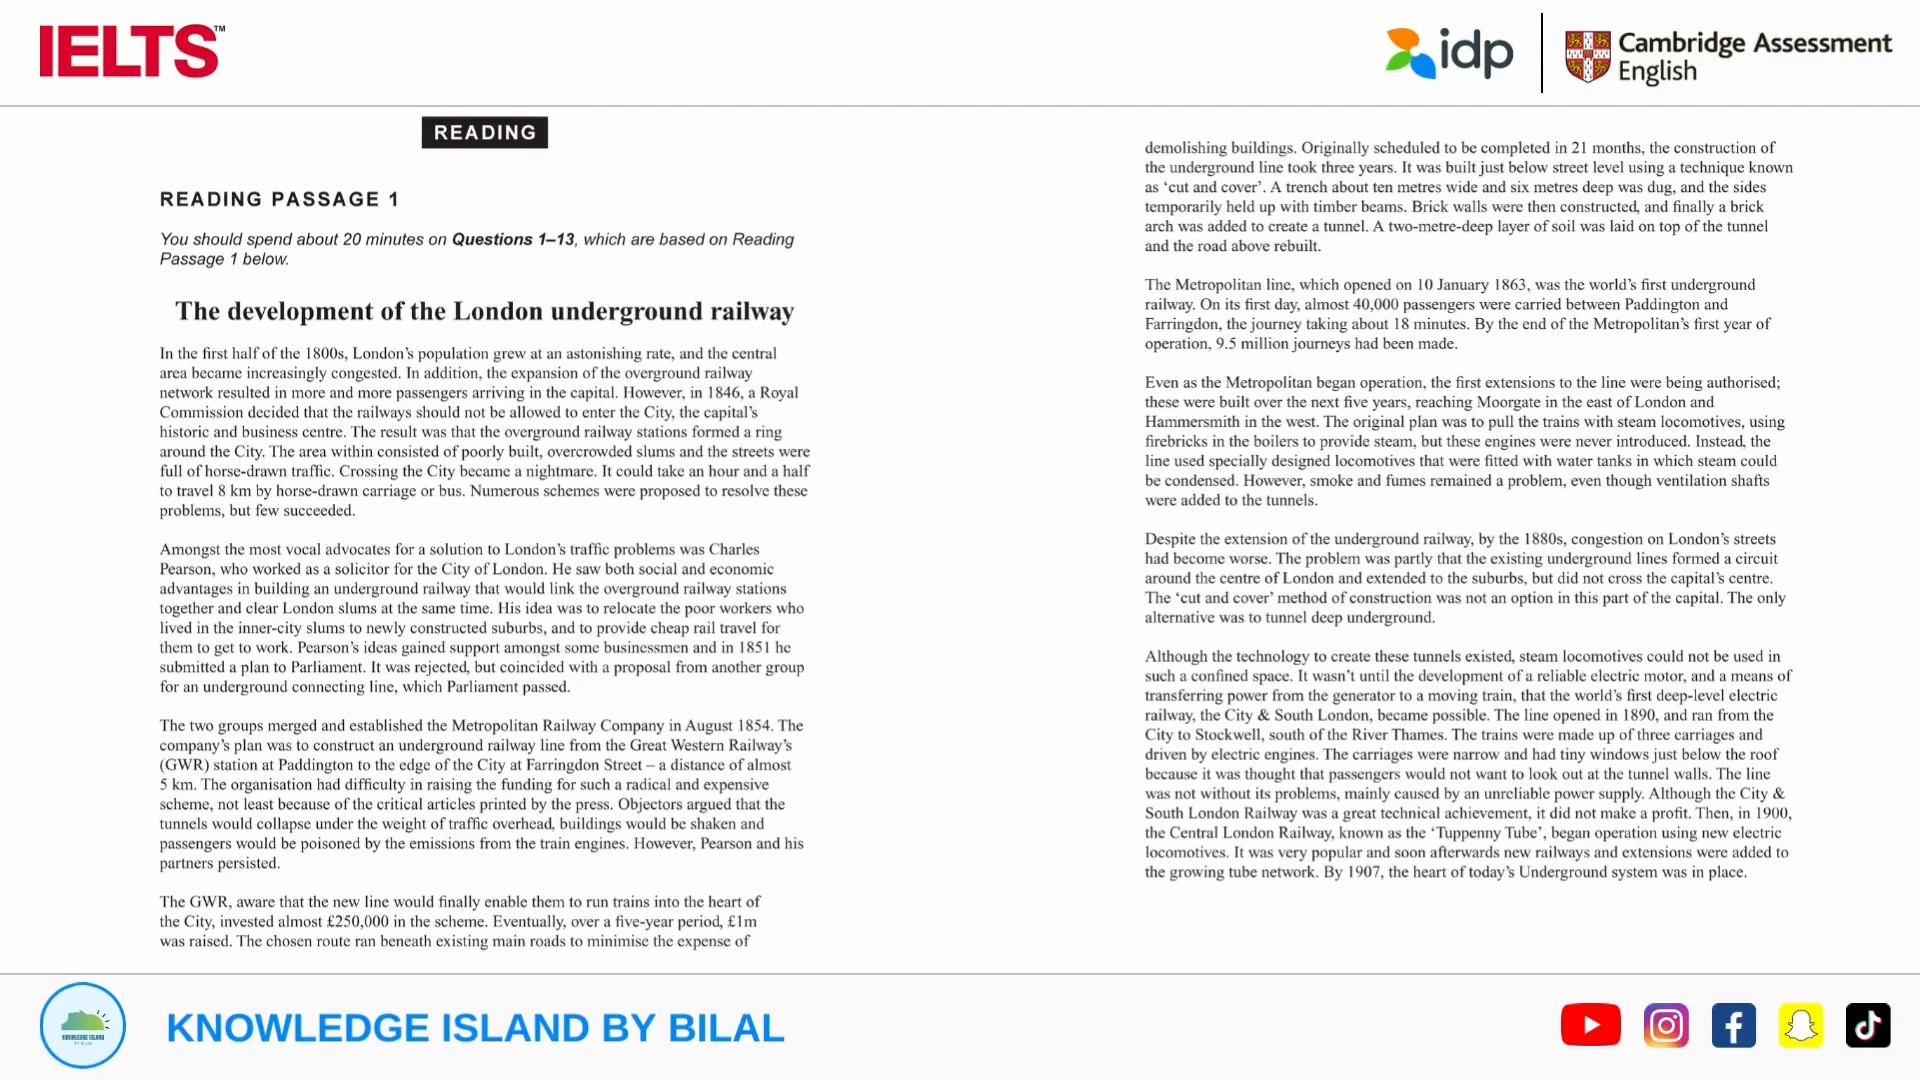 IELTS™
idp
Cambridge Assessment
English
READING
READING PASSAGE 1
You should spend about 20 minutes on Questions 1–13, which are based on Reading
Passage 1 below.
The development of the London underground railway
In the first half of the 1800s, London's population grew at an astonishing rate, and the central
area became increasingly congested. In addition, the expansion of the overground railway
network resulted in more and more passengers arriving in the capital. However, in 1846, a Royal
Commission decided that the railways should not be allowed to enter the City, the capital's
historic and business centre. The result was that the overground railway stations formed a ring
around the City. The area within consisted of poorly built, overcrowded slums and the streets were
full of horse-drawn traffic. Crossing the City became a nightmare. It could take an hour and a half
to travel 8 km by horse-drawn carriage or bus. Numerous schemes were proposed to resolve these
problems, but few succeeded.
Amongst the most vocal advocates for a solution to London's traffic problems was Charles
Pearson, who worked as a solicitor for the City of London. He saw both social and economic
advantages in building an underground railway that would link the overground railway stations
together and clear London slums at the same time. His idea was to relocate the poor workers who
lived in the inner-city slums to newly constructed suburbs, and to provide cheap rail travel for
them to get to work. Pearson's ideas gained support amongst some businessmen and in 1851 he
submitted a plan to Parliament. It was rejected, but coincided with a proposal from another group
for an underground connecting line, which Parliament passed.
The two groups merged and established the Metropolitan Railway Company in August 1854. The
company's plan was to construct an underground railway line from the Great Western Railway's
(GWR) station at Paddington to the edge of the City at Farringdon Street – a distance of almost
5 km. The organisation had difficulty in raising the funding for such a radical and expensive
scheme, not least because of the critical articles printed by the press. Objectors argued that the
tunnels would collapse under the weight of traffic overhead, buildings would be shaken and
passengers would be poisoned by the emissions from the train engines. However, Pearson and his
partners persisted.
The GWR, aware that the new line would finally enable them to run trains into the heart of
the City, invested almost £250,000 in the scheme. Eventually, over a five-year period, £1m
was raised. The chosen route ran beneath existing main roads to minimise the expense of
demolishing buildings. Originally scheduled to be completed in 21 months, the construction of
the underground line took three years. It was built just below street level using a technique known
as 'cut and cover'. A trench about ten metres wide and six metres deep was dug, and the sides
temporarily held up with timber beams. Brick walls were then constructed, and finally a brick
arch was added to create a tunnel. A two-metre-deep layer of soil was laid on top of the tunnel
and the road above rebuilt.
The Metropolitan line, which opened on 10 January 1863, was the world's first underground
railway. On its first day, almost 40,000 passengers were carried between Paddington and
Farringdon, the journey taking about 18 minutes. By the end of the Metropolitan's first year of
operation, 9.5 million journeys had been made.
Even as the Metropolitan began operation, the first extensions to the line were being authorised;
these were built over the next five years, reaching Moorgate in the east of London and
Hammersmith in the west. The original plan was to pull the trains with steam locomotives, using
firebricks in the boilers to provide steam, but these engines were never introduced. Instead, the
line used specially designed locomotives that were fitted with water tanks in which steam could
be condensed. However, smoke and fumes remained a problem, even though ventilation shafts
were added to the tunnels.
Despite the extension of the underground railway, by the 1880s, congestion on London's streets
had become worse. The problem was partly that the existing underground lines formed a circuit
around the centre of London and extended to the suburbs, but did not cross the capital's centre.
The 'cut and cover' method of construction was not an option in this part of the capital. The only
alternative was to tunnel deep underground.
Although the technology to create these tunnels existed, steam locomotives could not be used in
such a confined space. It wasn't until the development of a reliable electric motor, and a means of
transferring power from the generator to a moving train, that the world's first deep-level electric
railway, the City & South London, became possible. The line opened in 1890, and ran from the
City to Stockwell, south of the River Thames. The trains were made up of three carriages and
driven by electric engines. The carriages were narrow and had tiny windows just below the roof
because it was thought that passengers would not want to look out at the tunnel walls. The line
was not without its problems, mainly caused by an unreliable power supply. Although the City &
South London Railway was a great technical achievement, it did not make a profit. Then, in 1900,
the Central London Railway, known as the 'Tuppenny Tube', began operation using new electric
locomotives. It was very popular and soon afterwards new railways and extensions were added to
the growing tube network. By 1907, the heart of today's Underground system was in place.
KNOWLEDGE ISLAND
BY BILAL
KNOWLEDGE ISLAND BY BILAL